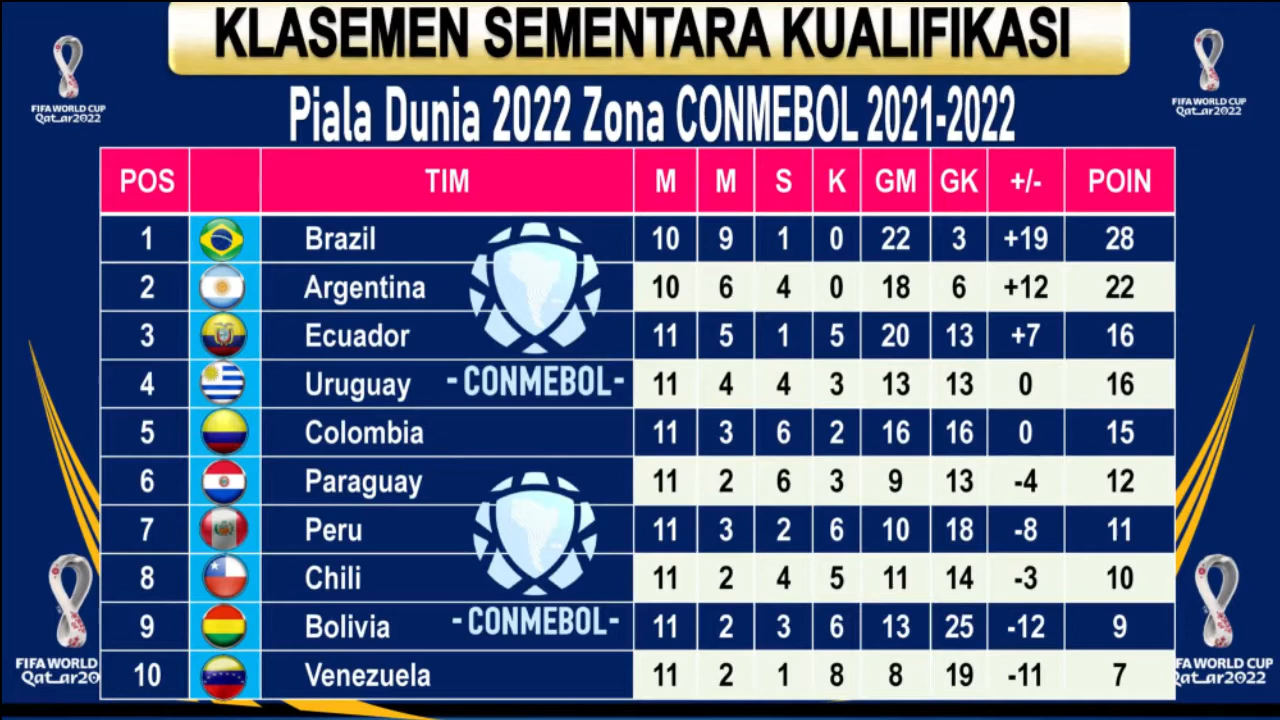 KLASEMEN SEMENTARA KUALIFIKASI
Piala Dunia 2022 Zona CONMEBOL 2021-2022
FIFA WORLD CUP
Qatar2022
FIFA WORLD CUP
Qatar2022
POS TIM M M S K GM GK +/- POIN
1 Brazil 10 9 1 0 22 3 +19 28
2 Argentina 10 6 4 0 18 6 +12 22
3 Ecuador 11 5 1 5 20 13 +7 16
4 Uruguay 11 4 4 3 13 13 0 16
-CONMEBOL-
5 Colombia 11 3 6 2 16 16 0 15
6 Paraguay 11 2 6 3 9 13 -4 12
7 Peru 11 3 2 6 10 18 -8 11
8 Chili 11 2 4 5 11 14 -3 10
9 Bolivia 11 2 3 6 13 25 -12 9
-CONMEBOL-
10 Venezuela 11 2 1 8 8 19 -11 7
FIFA WORLD
Qatar20
FA WORLD CUP
Qatar2022